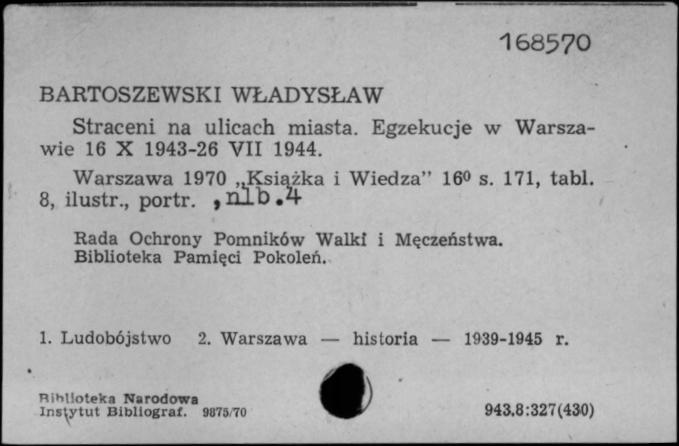 168570
BARTOSZEWSKI WŁADYSŁAW
Straceni na ulicach miasta. Egzekucje w Warsza-
wie 16 X 1943-26 VII 1944.
Warszawa 1970 „Książka i Wiedza” 16⁰ s. 171, tabl.
8, ilustr., portr. , nlb. 4
Rada Ochrony Pomników Walki i Męczeństwa.
Biblioteka Pamięci Pokoleń.
1. Ludobójstwo 2. Warszawa — historia — 1939-1945 r.
Biblioteka Narodowa
Instytut Bibliograf. 9875/70
943.8:327(430)